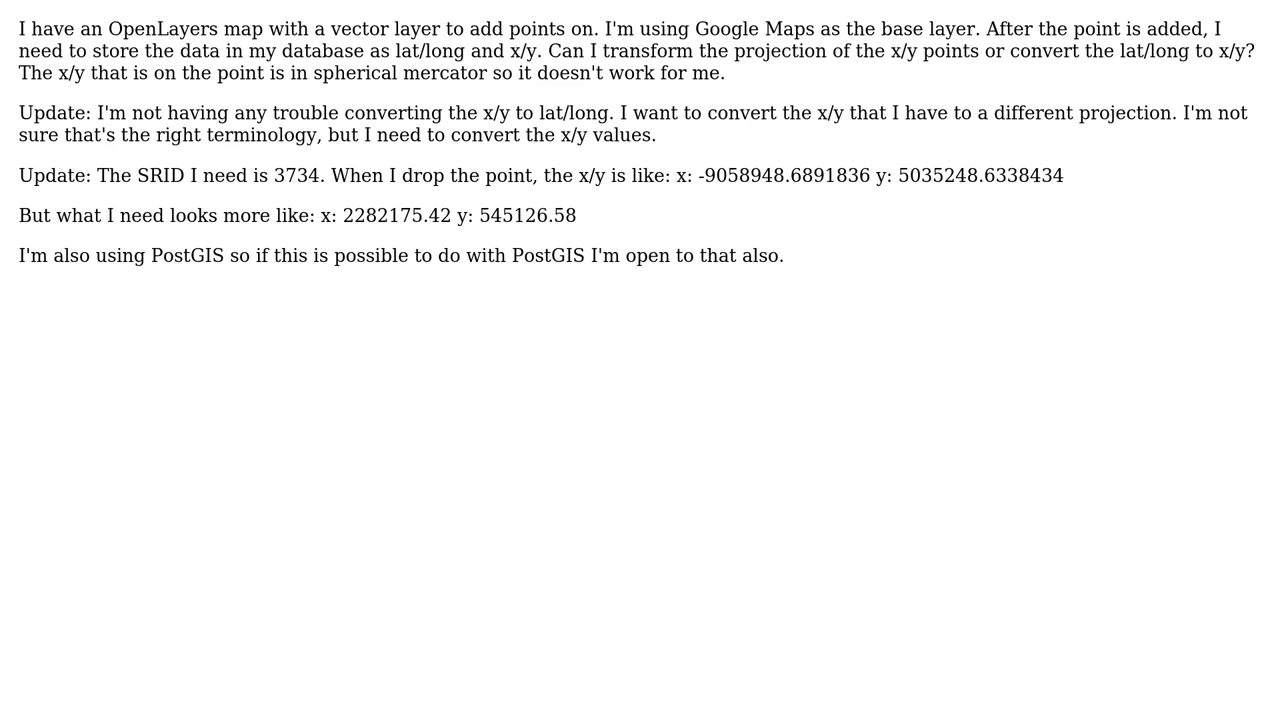 I have an OpenLayers map with a vector layer to add points on. I'm using Google Maps as the base layer. After the point is added, I
need to store the data in my database as lat/long and x/y. Can I transform the projection of the x/y points or convert the lat/long to x/y?
The x/y that is on the point is in spherical mercator so it doesn't work for me.
Update: I'm not having any trouble converting the x/y to lat/long. I want to convert the x/y that I have to a different projection. I'm not
sure that's the right terminology, but I need to convert the x/y values.
Update: The SRID I need is 3734. When I drop the point, the x/y is like: x: -9058948.6891836 y: 5035248.6338434
But what I need looks more like: x: 2282175.42 y: 545126.58
I'm also using PostGIS so if this is possible to do with PostGIS I'm open to that also.